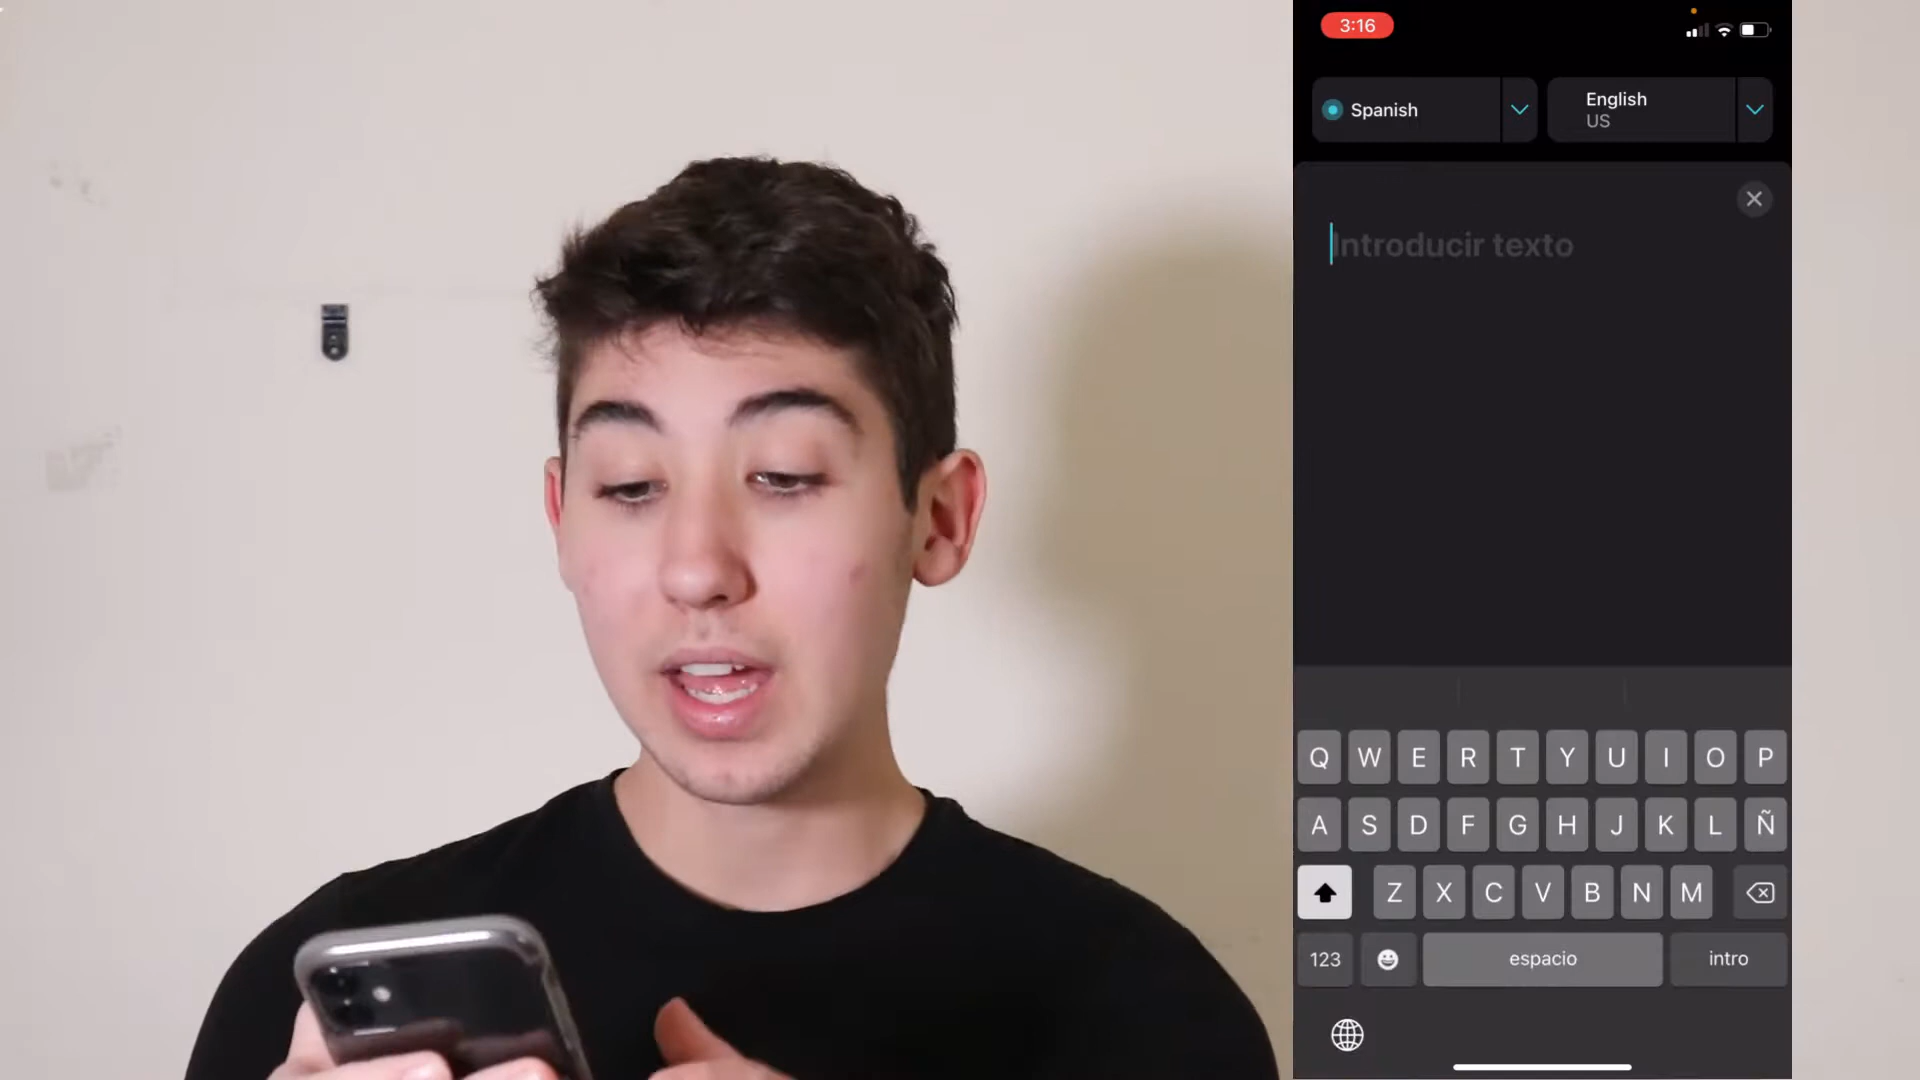 3:16
Spanish
English
US
Introducir texto
Q W E R T Y U I O P
A S D F G H J K L Ñ
Z X C V B N M
123 espacio intro